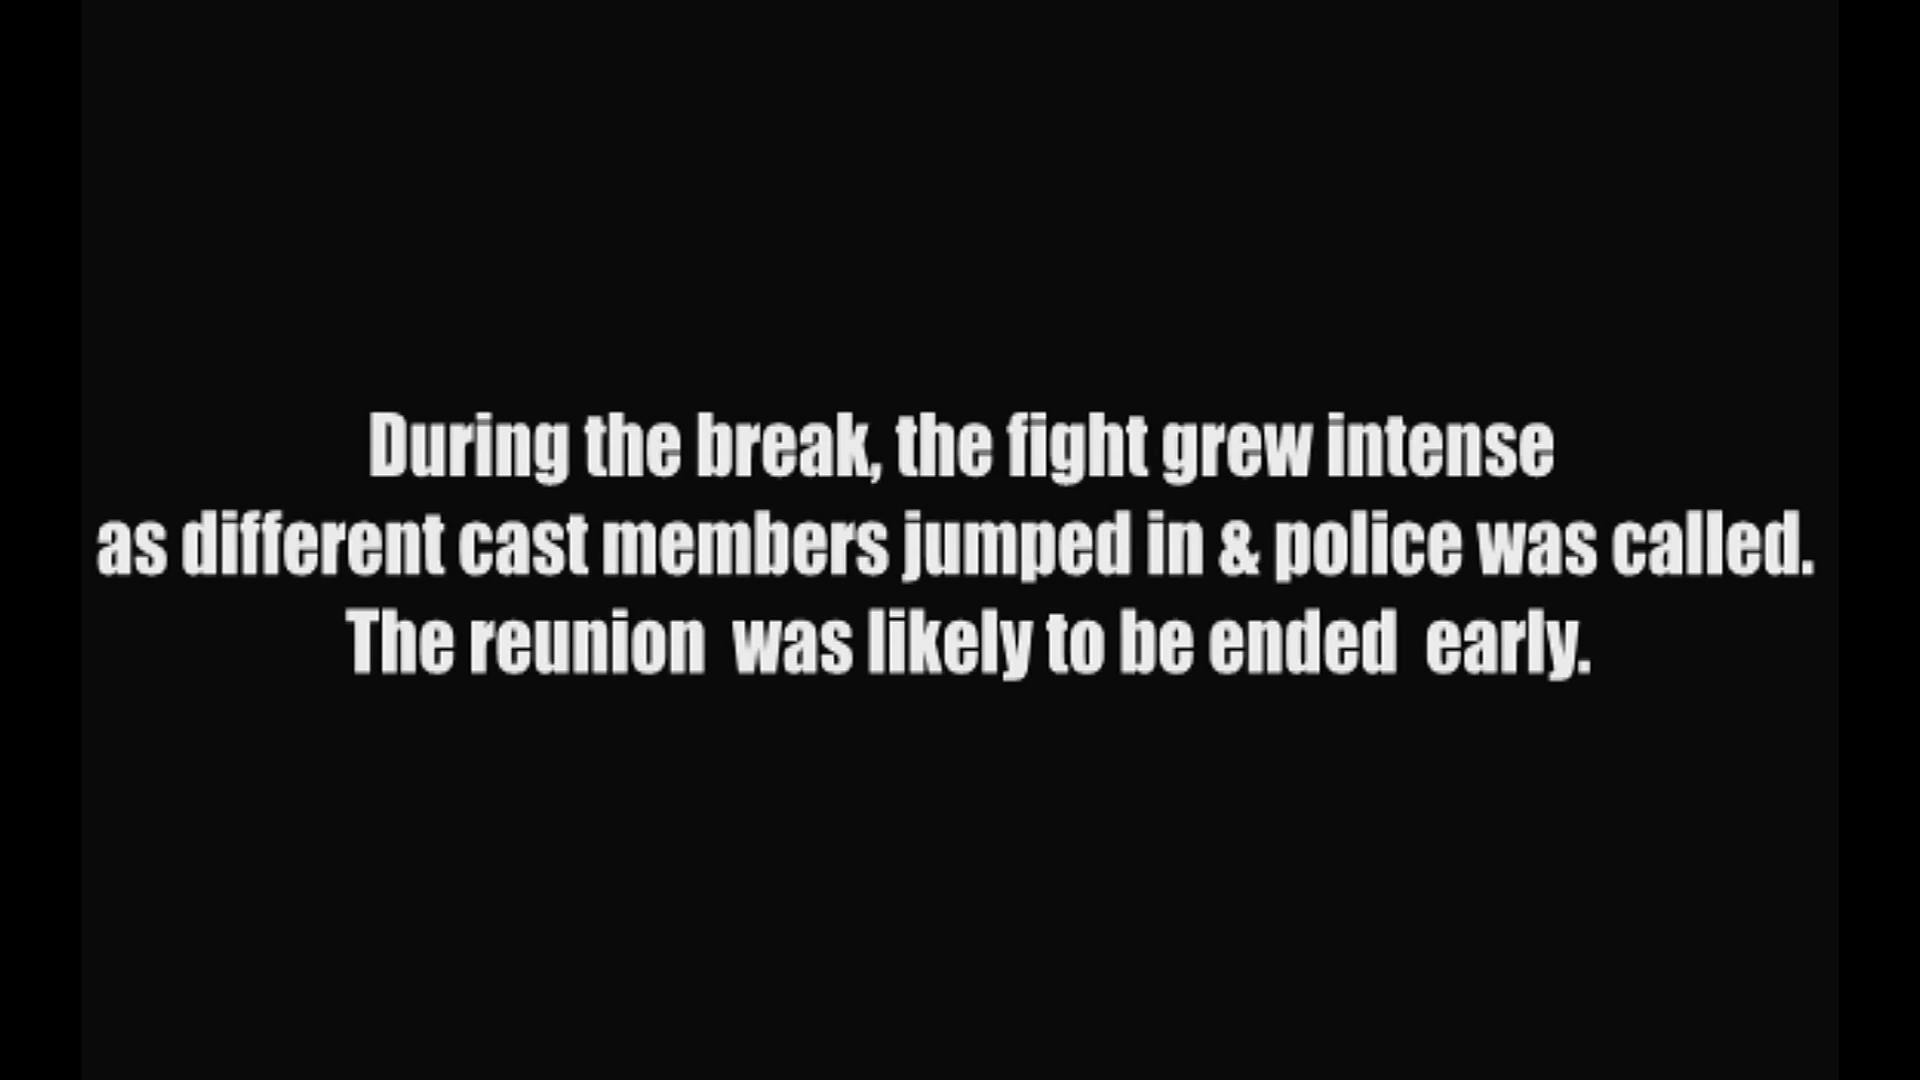 During the break, the fight grew intense
as different cast members jumped in & police was called.
The reunion  was likely to be ended  early.